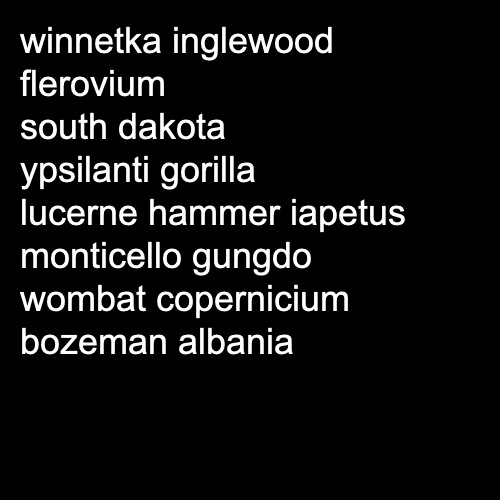 winnetka inglewood
flerovium
south dakota
ypsilanti gorilla
lucerne hammer iapetus
monticello gungdo
wombat copernicium
bozeman albania